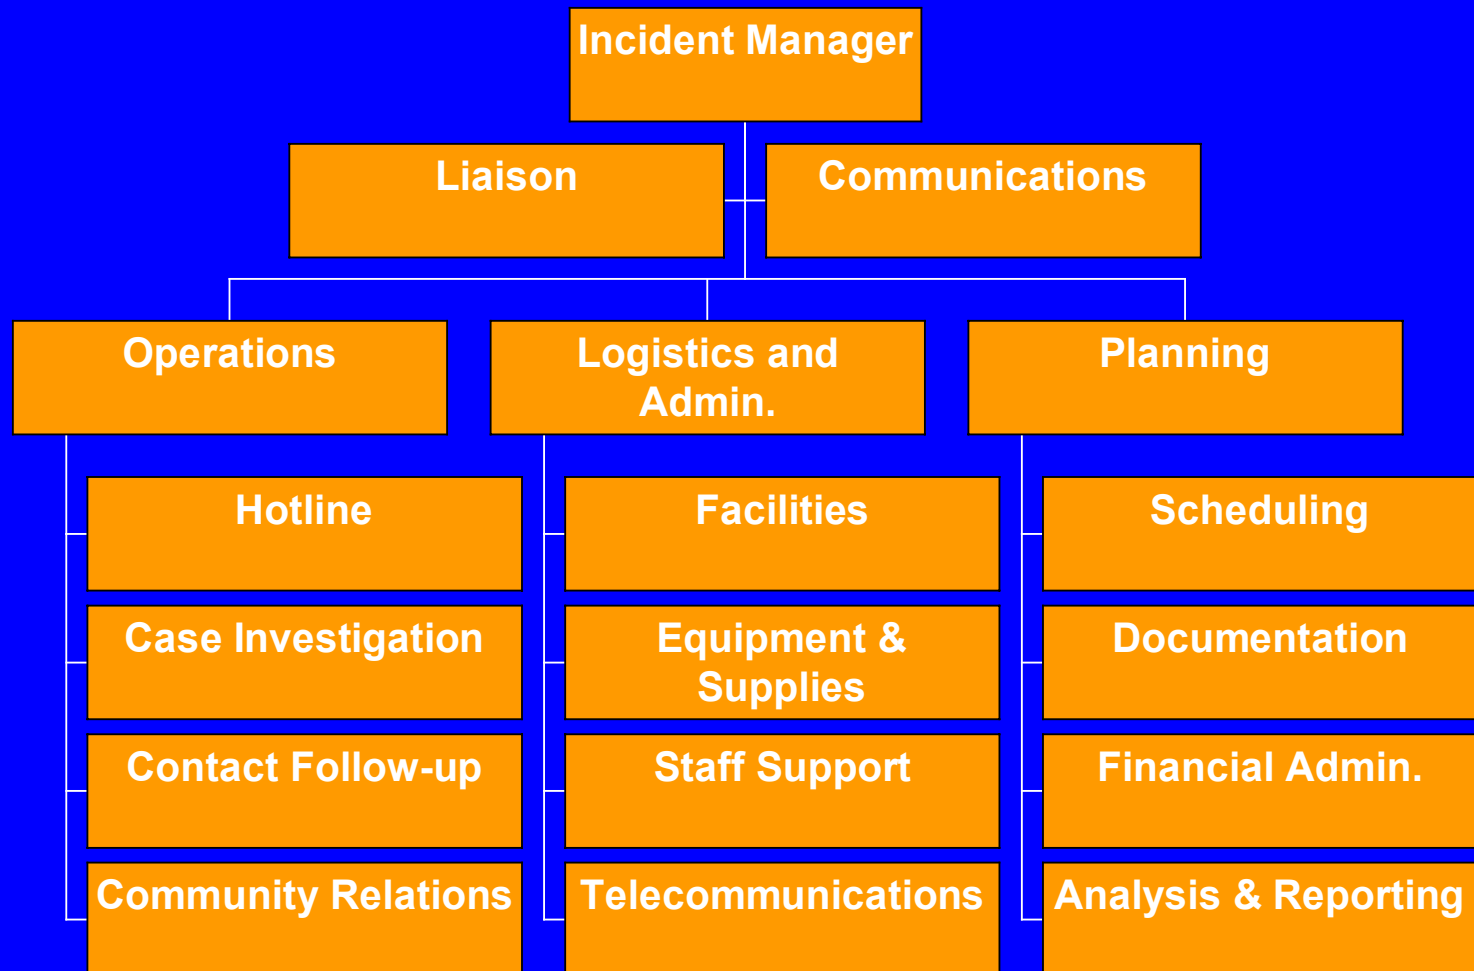 Incident Manager
Liaison
Communications
Operations
Logistics and
Admin.
Planning
Hotline
Facilities
Scheduling
Case Investigation
Equipment &
Supplies
Documentation
Contact Follow-up
Staff Support
Financial Admin.
Community Relations
Telecommunications
Analysis & Reporting